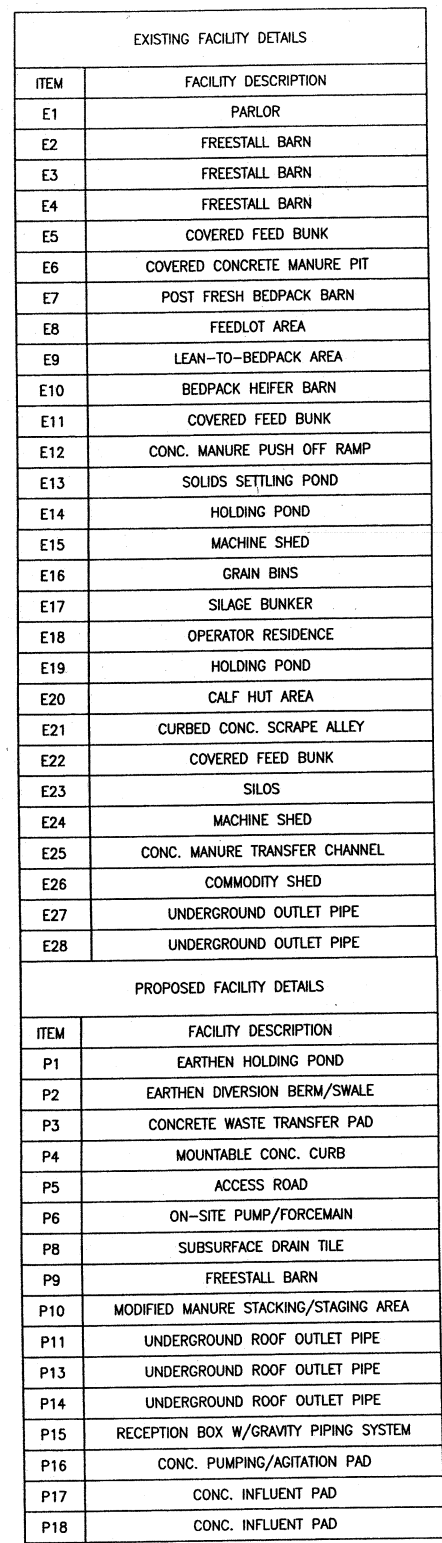 EXISTING FACILITY DETAILS
ITEM FACILITY DESCRIPTION
E1 PARLOR
E2 FREESTALL BARN
E3 FREESTALL BARN
E4 FREESTALL BARN
E5 COVERED FEED BUNK
E6 COVERED CONCRETE MANURE PIT
E7 POST FRESH BEDPACK BARN
E8 FEEDLOT AREA
E9 LEAN-TO-BEDPACK AREA
E10 BEDPACK HEIFER BARN
E11 COVERED FEED BUNK
E12 CONC. MANURE PUSH OFF RAMP
E13 SOLIDS SETTLING POND
E14 HOLDING POND
E15 MACHINE SHED
E16 GRAIN BINS
E17 SILAGE BUNKER
E18 OPERATOR RESIDENCE
E19 HOLDING POND
E20 CALF HUT AREA
E21 CURBED CONC. SCRAPE ALLEY
E22 COVERED FEED BUNK
E23 SILOS
E24 MACHINE SHED
E25 CONC. MANURE TRANSFER CHANNEL
E26 COMMODITY SHED
E27 UNDERGROUND OUTLET PIPE
E28 UNDERGROUND OUTLET PIPE
PROPOSED FACILITY DETAILS
ITEM FACILITY DESCRIPTION
P1 EARTHEN HOLDING POND
P2 EARTHEN DIVERSION BERM/SWALE
P3 CONCRETE WASTE TRANSFER PAD
P4 MOUNTABLE CONC. CURB
P5 ACCESS ROAD
P6 ON-SITE PUMP/FORCEMAIN
P8 SUBSURFACE DRAIN TILE
P9 FREESTALL BARN
P10 MODIFIED MANURE STACKING/STAGING AREA
P11 UNDERGROUND ROOF OUTLET PIPE
P13 UNDERGROUND ROOF OUTLET PIPE
P14 UNDERGROUND ROOF OUTLET PIPE
P15 RECEPTION BOX W/GRAVITY PIPING SYSTEM
P16 CONC. PUMPING/AGITATION PAD
P17 CONC. INFLUENT PAD
P18 CONC. INFLUENT PAD